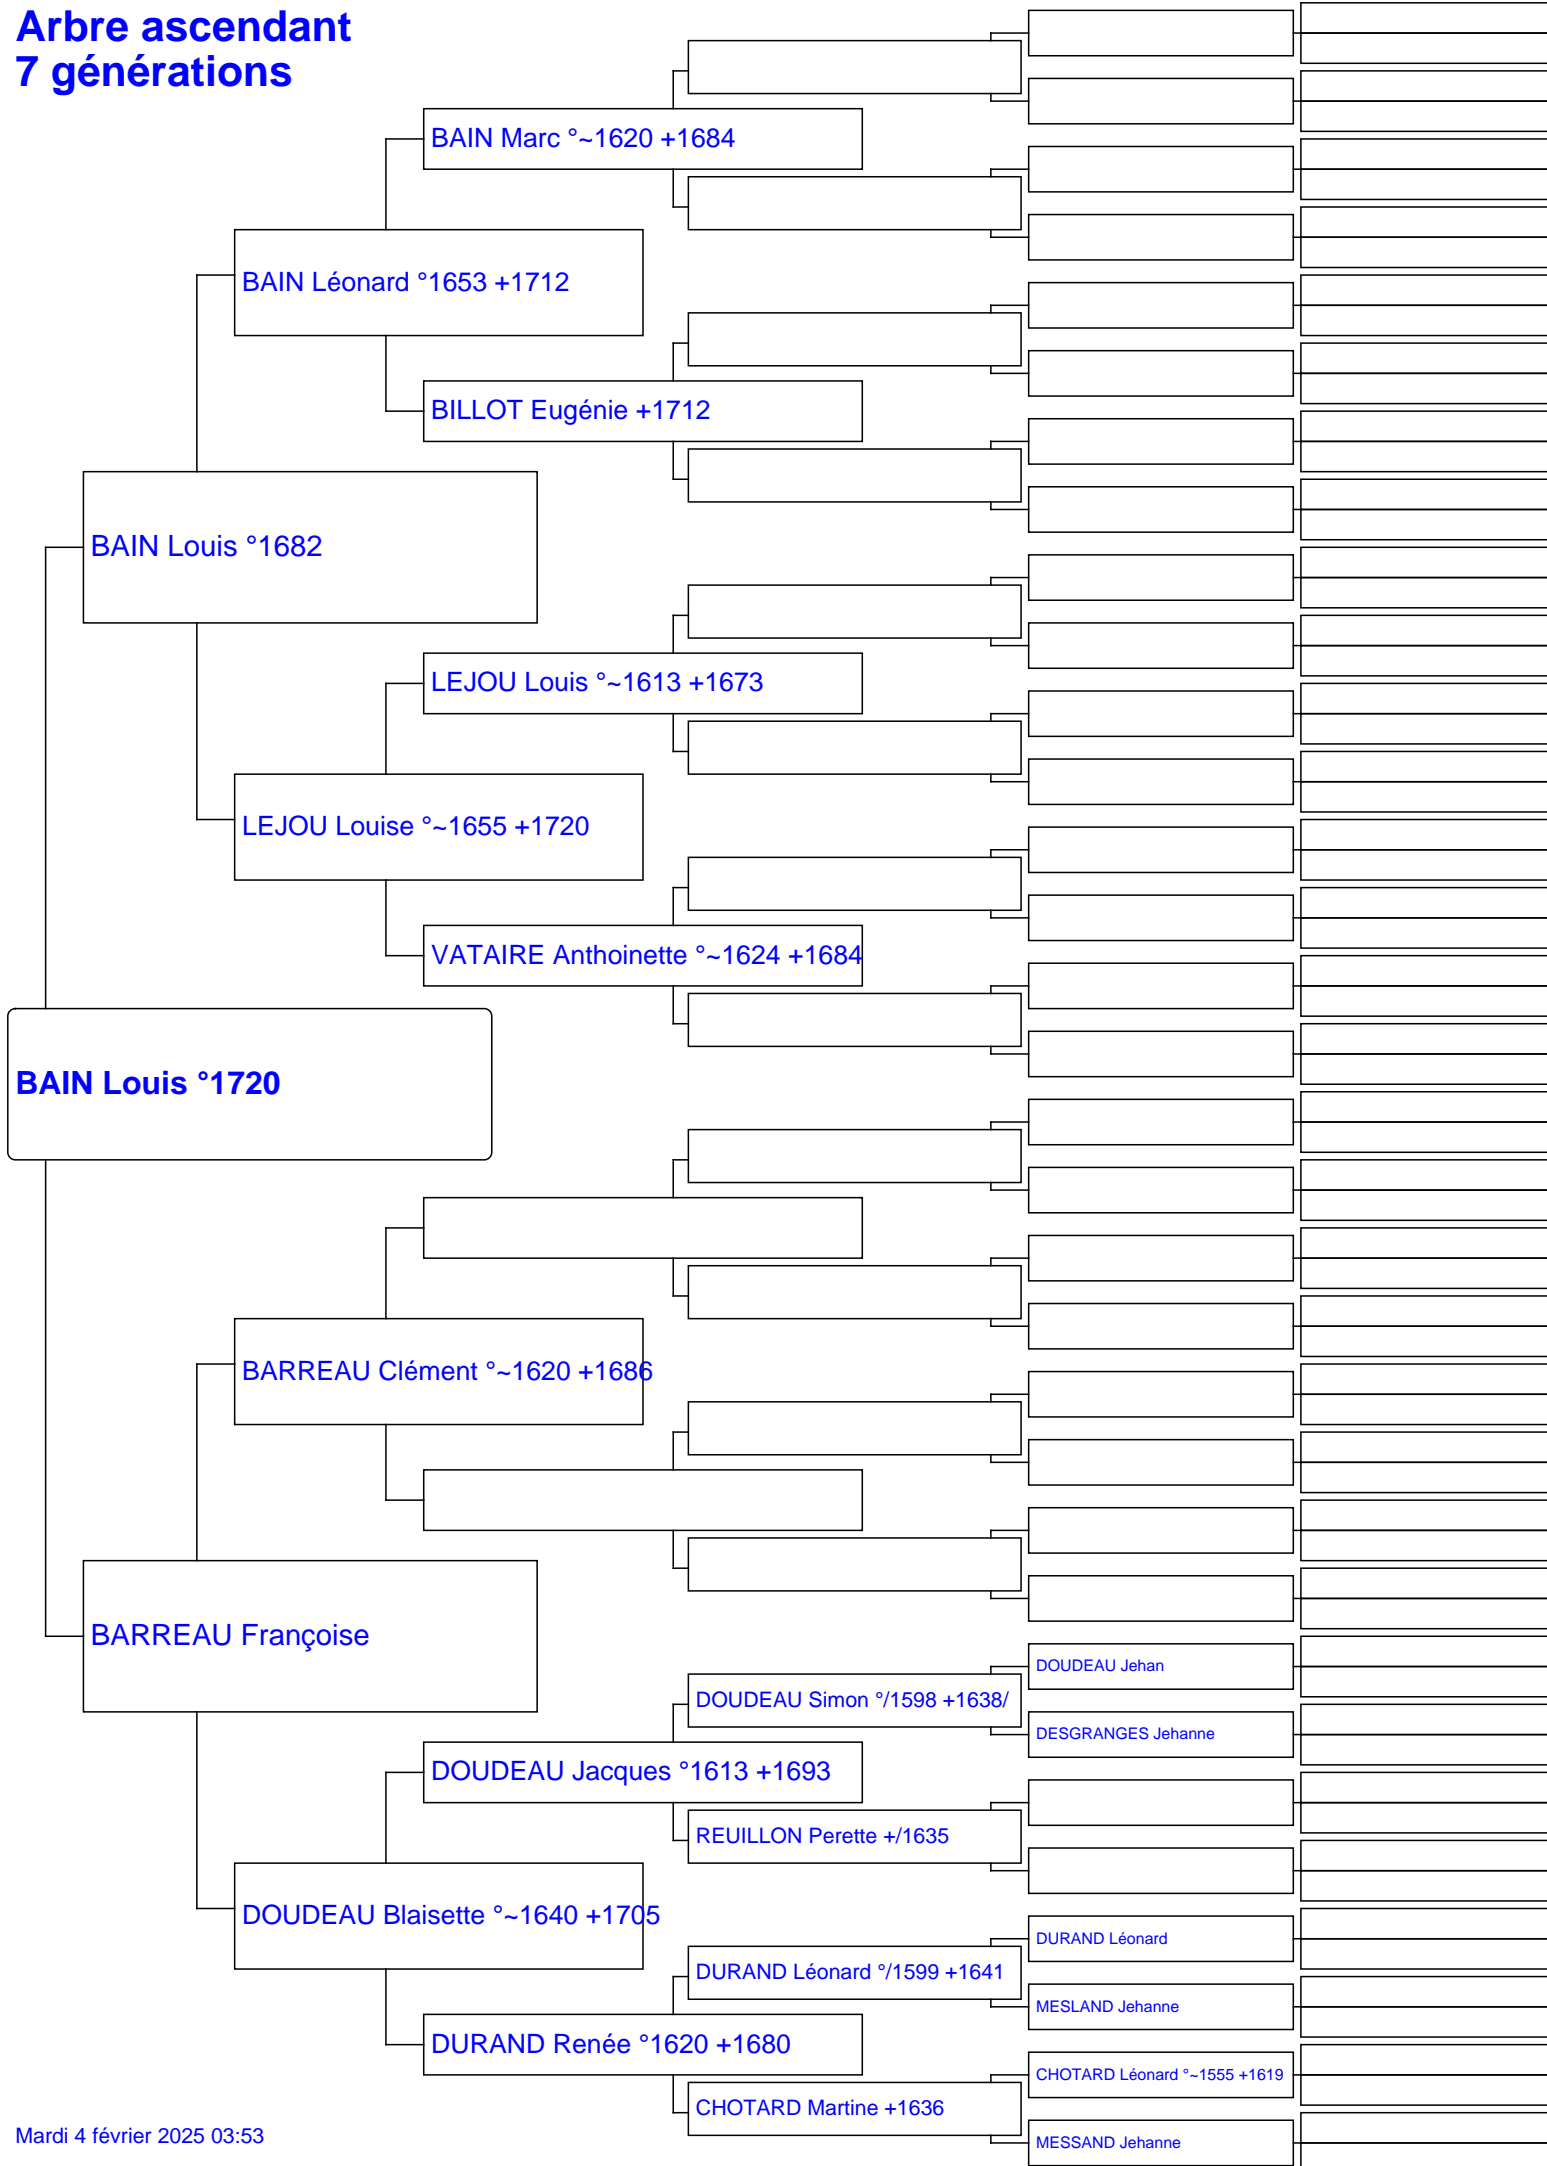 Arbre ascendant
7 générations
BAIN Marc °~1620 +1684
BAIN Léonard °1653 +1712
BILLOT Eugénie +1712
BAIN Louis °1682
LEJOU Louis °~1613 +1673
LEJOU Louise °~1655 +1720
VATAIRE Anthoinette °~1624 +1684
BAIN Louis °1720
BARREAU Clément °~1620 +1686
BARREAU Françoise
DOUDEAU Jehan
DOUDEAU Simon °/1598 +1638/
DESGRANGES Jehanne
DOUDEAU Jacques °1613 +1693
REUILLON Perette +/1635
DOUDEAU Blaisette °~1640 +1705
DURAND Léonard
DURAND Léonard °/1599 +1641
MESLAND Jehanne
DURAND Renée °1620 +1680
CHOTARD Léonard °~1555 +1619
CHOTARD Martine +1636
MESSAND Jehanne
Mardi 4 février 2025 03:53